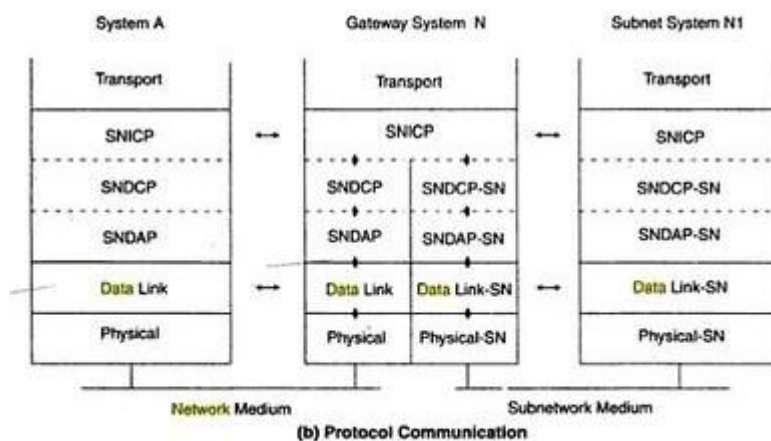 System A Gateway System N Subnet System N1
Transport Transport Transport
SNICP SNICP SNICP
SNDCP SNDCP SNDCP-SN SNDCP-SN
SNDAP SNDAP SNDAP-SN SNDAP-SN
Data Link Data Link Data Link-SN Data Link-SN
Physical Physical Physical-SN Physical-SN
Network Medium Subnetwork Medium
(b) Protocol Communication